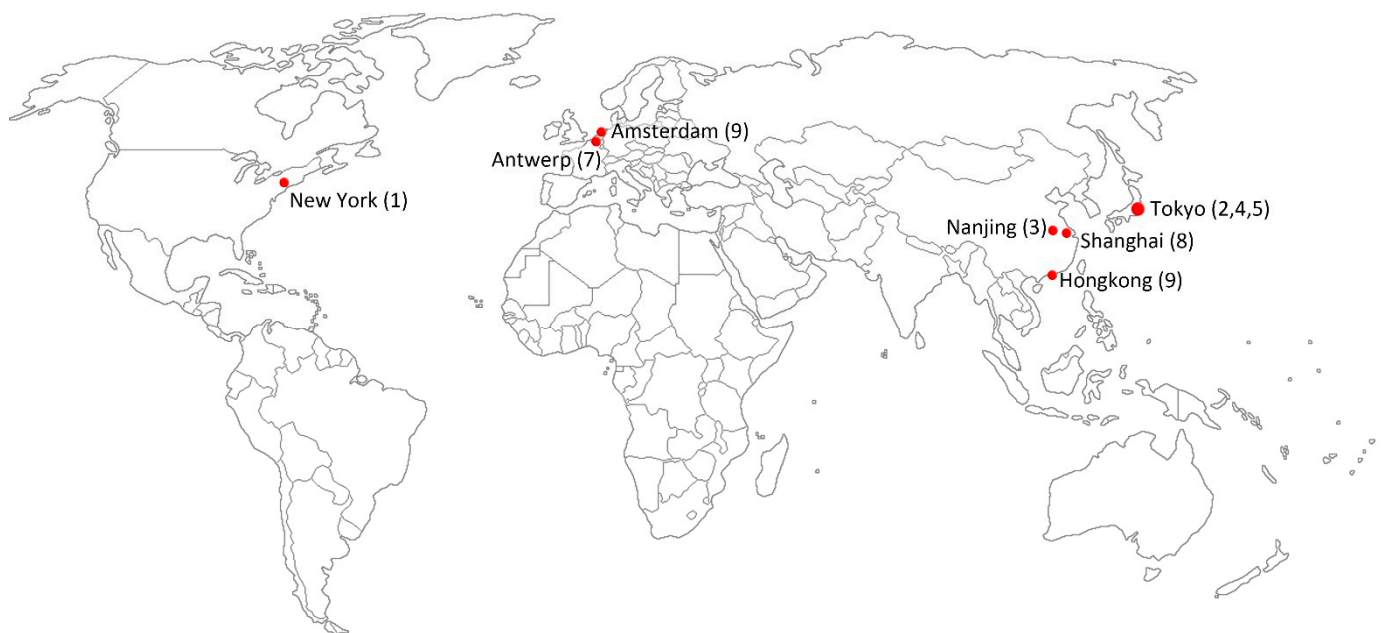 Amsterdam (9)
Antwerp (7)
New York (1)
Tokyo (2,4,5)
Nanjing (3)
Shanghai (8)
Hongkong (9)